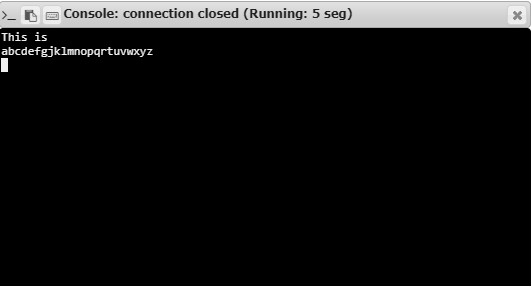 Console: connection closed (Running: 5 seg)
This is
abcdefgjklmnopqrtuvwxyz